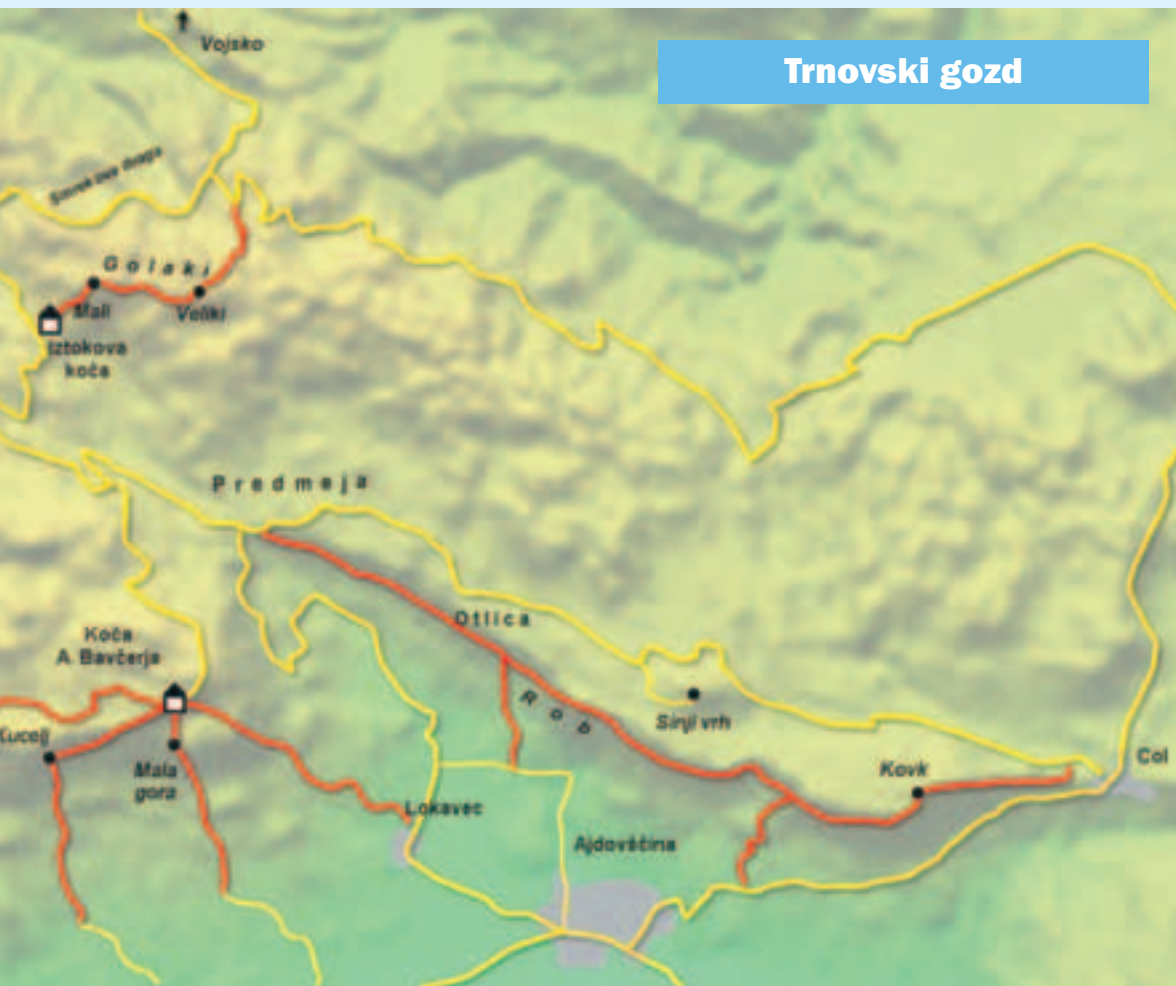 Vojsko
Trnovski gozd
Golaki
Mali
Veliki
Iztokova
koča
Predmeja
Otlica
Koča
A. Bavčerja
Rob
Sinji vrh
Kucelj
Mala
gora
Kovk
Col
Lokavec
Ajdovščina